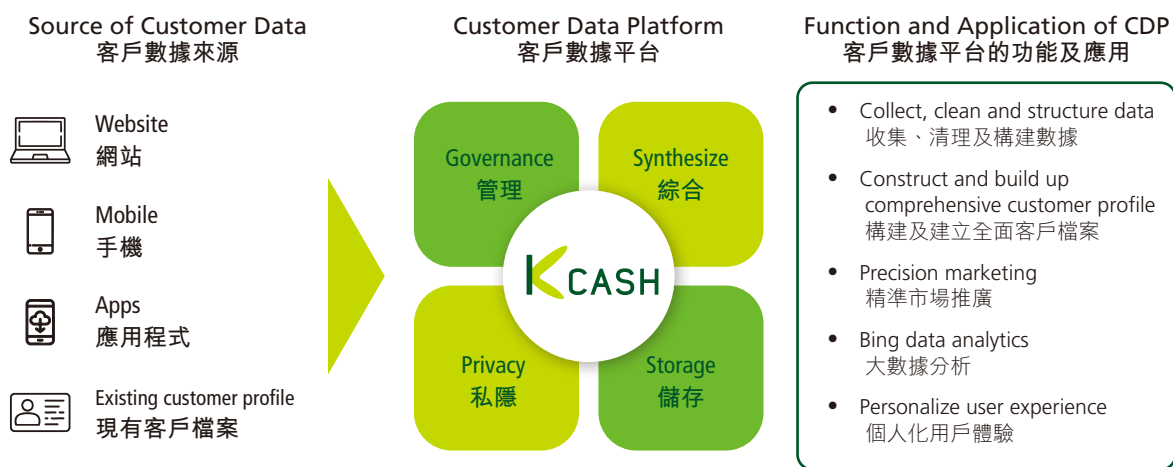 Source of Customer Data
客戶數據來源
Website
網站
Mobile
手機
Apps
應用程式
Existing customer profile
現有客戶檔案
Customer Data Platform
客戶數據平台
Governance
管理
Synthesize
綜合
KCASH
Privacy
私隱
Storage
儲存
Function and Application of CDP
客戶數據平台的功能及應用
• Collect, clean and structure data
收集、清理及構建數據
• Construct and build up
comprehensive customer profile
構建及建立全面客戶檔案
• Precision marketing
精準市場推廣
• Bing data analytics
大數據分析
• Personalize user experience
個人化用戶體驗